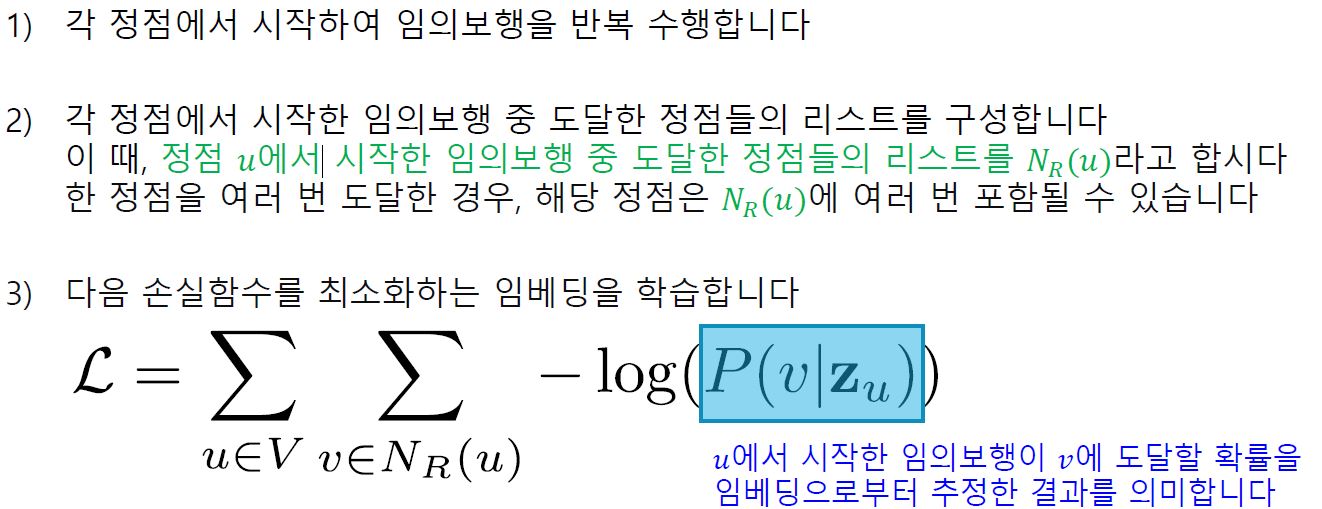 1) 각 정점에서 시작하여 임의보행을 반복 수행합니다
2) 각 정점에서 시작한 임의보행 중 도달한 정점들의 리스트를 구성합니다
이 때, 정점 u에서 시작한 임의보행 중 도달한 정점들의 리스트를 N_R(u)라고 합시다
한 정점을 여러 번 도달한 경우, 해당 정점은 N_R(u)에 여러 번 포함될 수 있습니다
3) 다음 손실함수를 최소화하는 임베딩을 학습합니다
ℒ = ∑_{u∈V} ∑_{v∈N_R(u)} − log(P(v|𝐳_u))
u에서 시작한 임의보행이 v에 도달할 확률을
임베딩으로부터 추정한 결과를 의미합니다